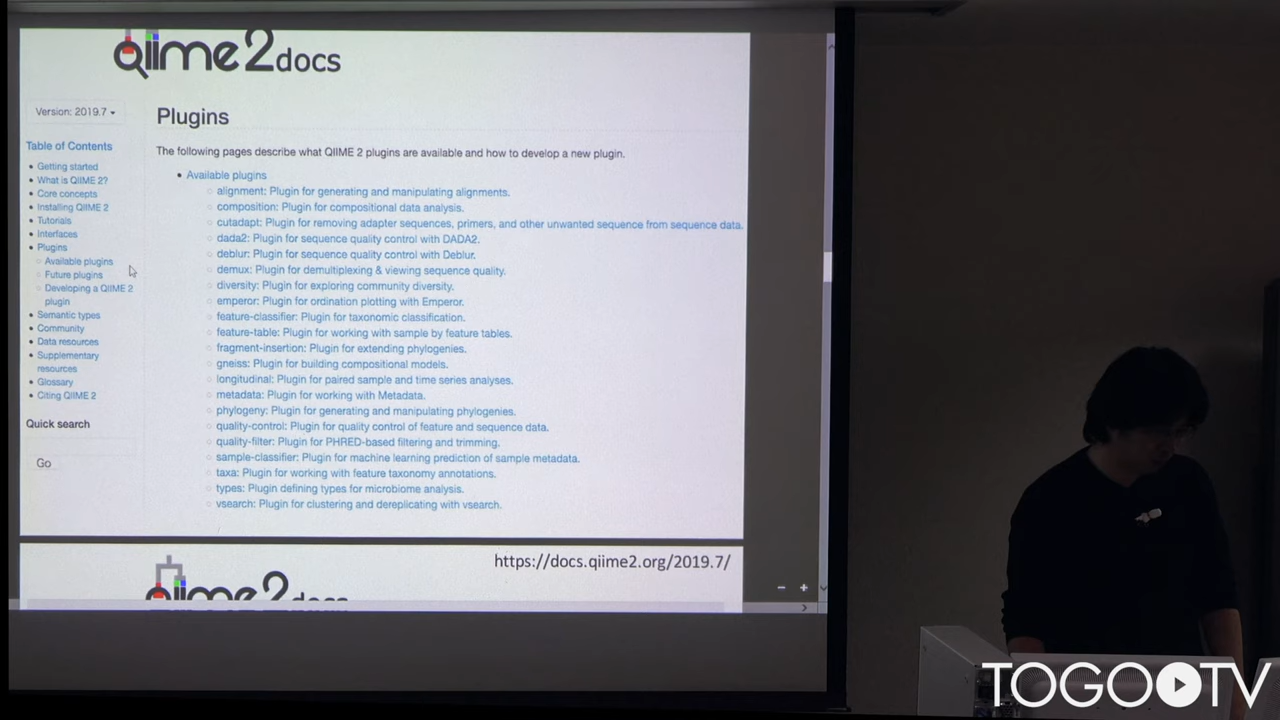 Qiime2docs
Version: 2019.7
Plugins
Table of Contents
Getting started
What is QIIME 2?
Core concepts
Installing QIIME 2
Tutorials
Interfaces
Plugins
Available plugins
Future plugins
Developing a QIIME 2
plugin
Semantic types
Community
Data resources
Supplementary
resources
Glossary
Citing QIIME 2
Quick search
Go
The following pages describe what QIIME 2 plugins are available and how to develop a new plugin.
Available plugins
alignment: Plugin for generating and manipulating alignments.
composition: Plugin for compositional data analysis.
cutadapt: Plugin for removing adapter sequences, primers, and other unwanted sequence from sequence data.
dada2: Plugin for sequence quality control with DADA2.
deblur: Plugin for sequence quality control with Deblur.
demux: Plugin for demultiplexing & viewing sequence quality.
diversity: Plugin for exploring community diversity.
emperor: Plugin for ordination plotting with Emperor.
feature-classifier: Plugin for taxonomic classification.
feature-table: Plugin for working with sample by feature tables.
fragment-insertion: Plugin for extending phylogenies.
gneiss: Plugin for building compositional models.
longitudinal: Plugin for paired sample and time series analyses.
metadata: Plugin for working with Metadata.
phylogeny: Plugin for generating and manipulating phylogenies.
quality-control: Plugin for quality control of feature and sequence data.
quality-filter: Plugin for PHRED-based filtering and trimming.
sample-classifier: Plugin for machine learning prediction of sample metadata.
taxa: Plugin for working with feature taxonomy annotations.
types: Plugin defining types for microbiome analysis.
vsearch: Plugin for clustering and dereplicating with vsearch.
https://docs.qiime2.org/2019.7/
Qiime2docs
TOGO TV